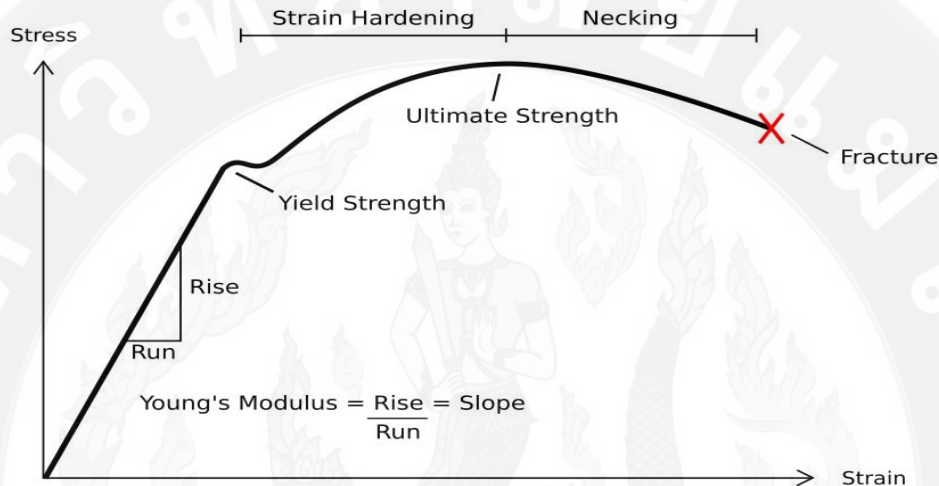 Strain Hardening
Necking
Stress
Ultimate Strength
Fracture
Yield Strength
Rise
Run
Young's Modulus = Rise = Slope
Run
Strain